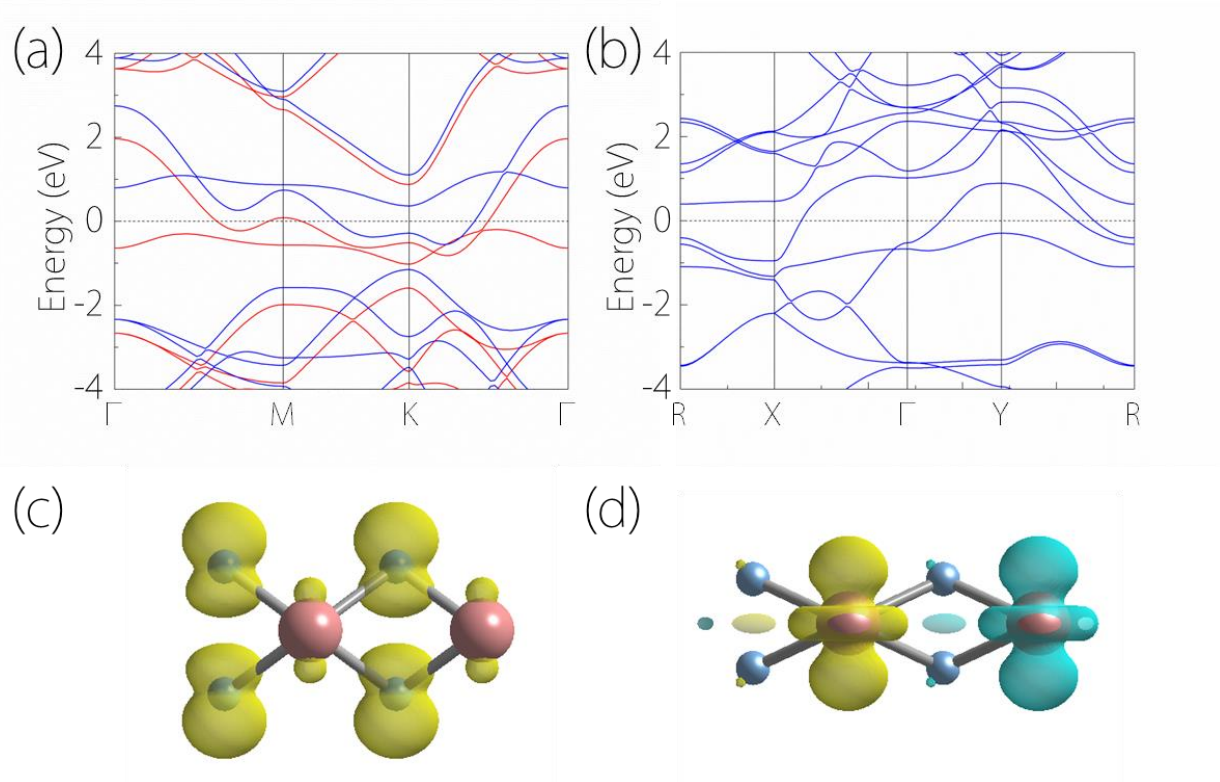 (a)
4
2
0
-2
-4
Energy (eV)
Γ M K Γ
(b)
4
2
0
-2
-4
Energy (eV)
R X Γ Y R
(c)
(d)